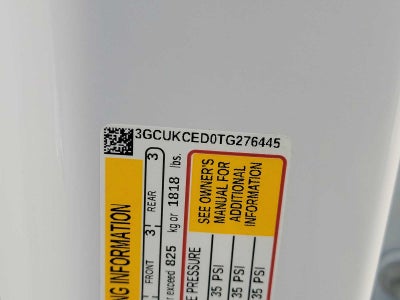 3GCUKCED0TG276445
NG INFORMATION
FRONT 3
REAR 3
exceed 825 kg or 1818 lbs.
E PRESSURE
SEE OWNER'S
MANUAL FOR
ADDITIONAL
INFORMATION
35 PSI
35 PSI
35 PSI